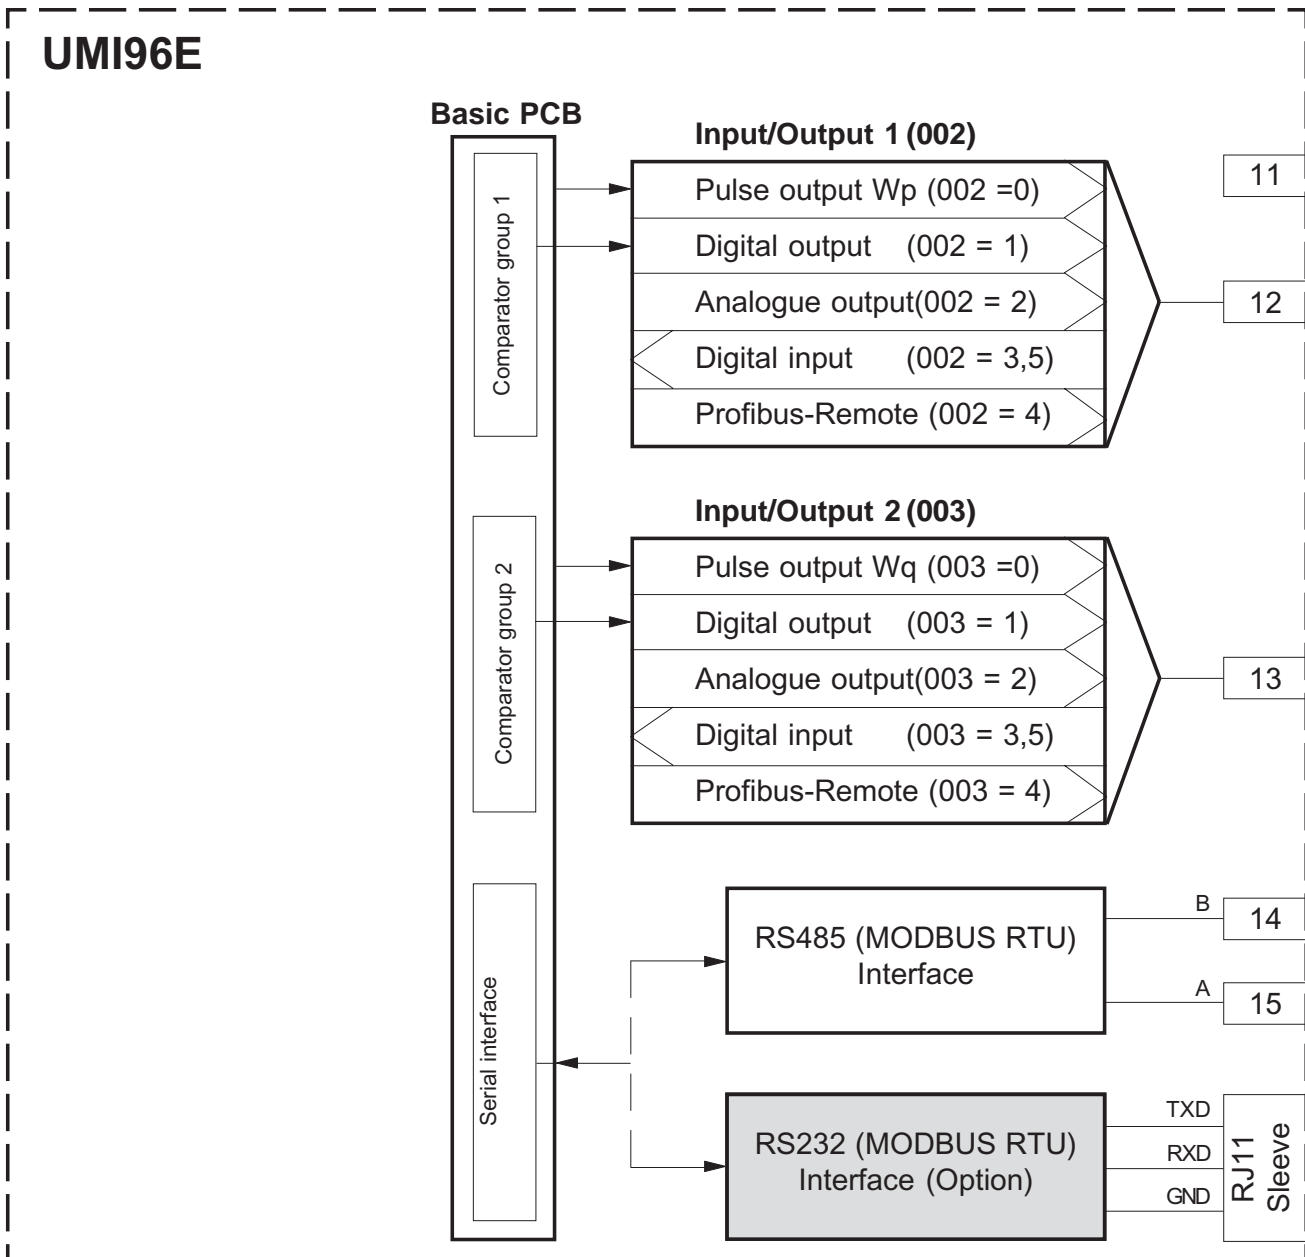 UMI96E
Basic PCB
Comparator group 1
Comparator group 2
Serial interface
Input/Output 1 (002)
Pulse output Wp (002 =0)
Digital output (002 = 1)
Analogue output(002 = 2)
Digital input (002 = 3,5)
Profibus-Remote (002 = 4)
11
12
Input/Output 2 (003)
Pulse output Wq (003 =0)
Digital output (003 = 1)
Analogue output(003 = 2)
Digital input (003 = 3,5)
Profibus-Remote (003 = 4)
13
RS485 (MODBUS RTU)
Interface
B
14
A
15
RS232 (MODBUS RTU)
Interface (Option)
TXD
RXD
GND
RJ11
Sleeve